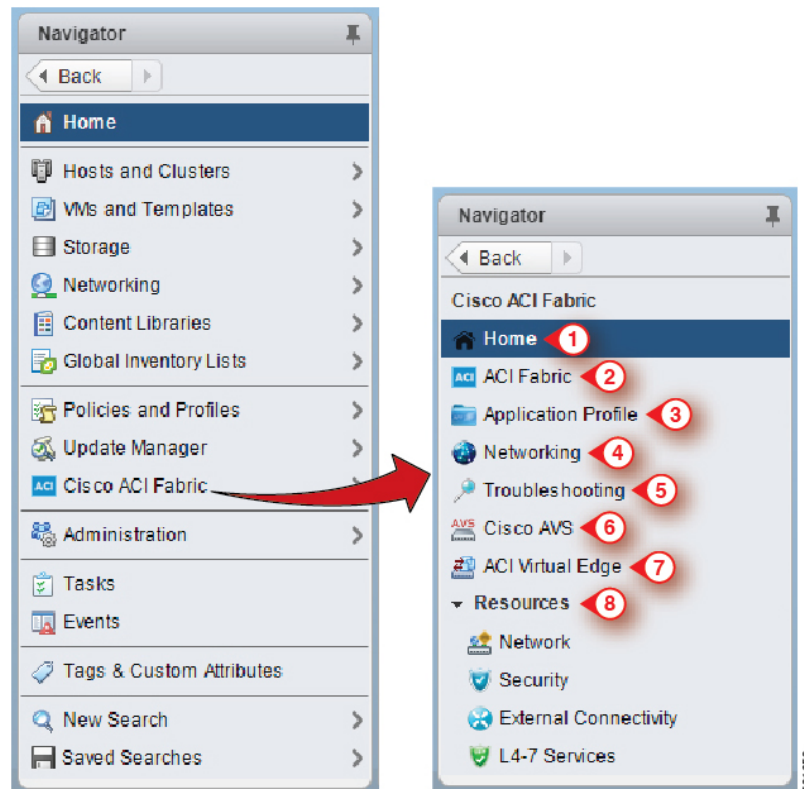 Navigator
Back
Home
Hosts and Clusters
VMs and Templates
Storage
Networking
Content Libraries
Global Inventory Lists
Policies and Profiles
Update Manager
ACI Cisco ACI Fabric
Administration
Tasks
Events
Tags & Custom Attributes
New Search
Saved Searches
Navigator
Back
Cisco ACI Fabric
Home 1
ACI ACI Fabric 2
Application Profile 3
Networking 4
Troubleshooting 5
AVS Cisco AVS 6
ACI Virtual Edge 7
Resources 8
Network
Security
External Connectivity
L4-7 Services